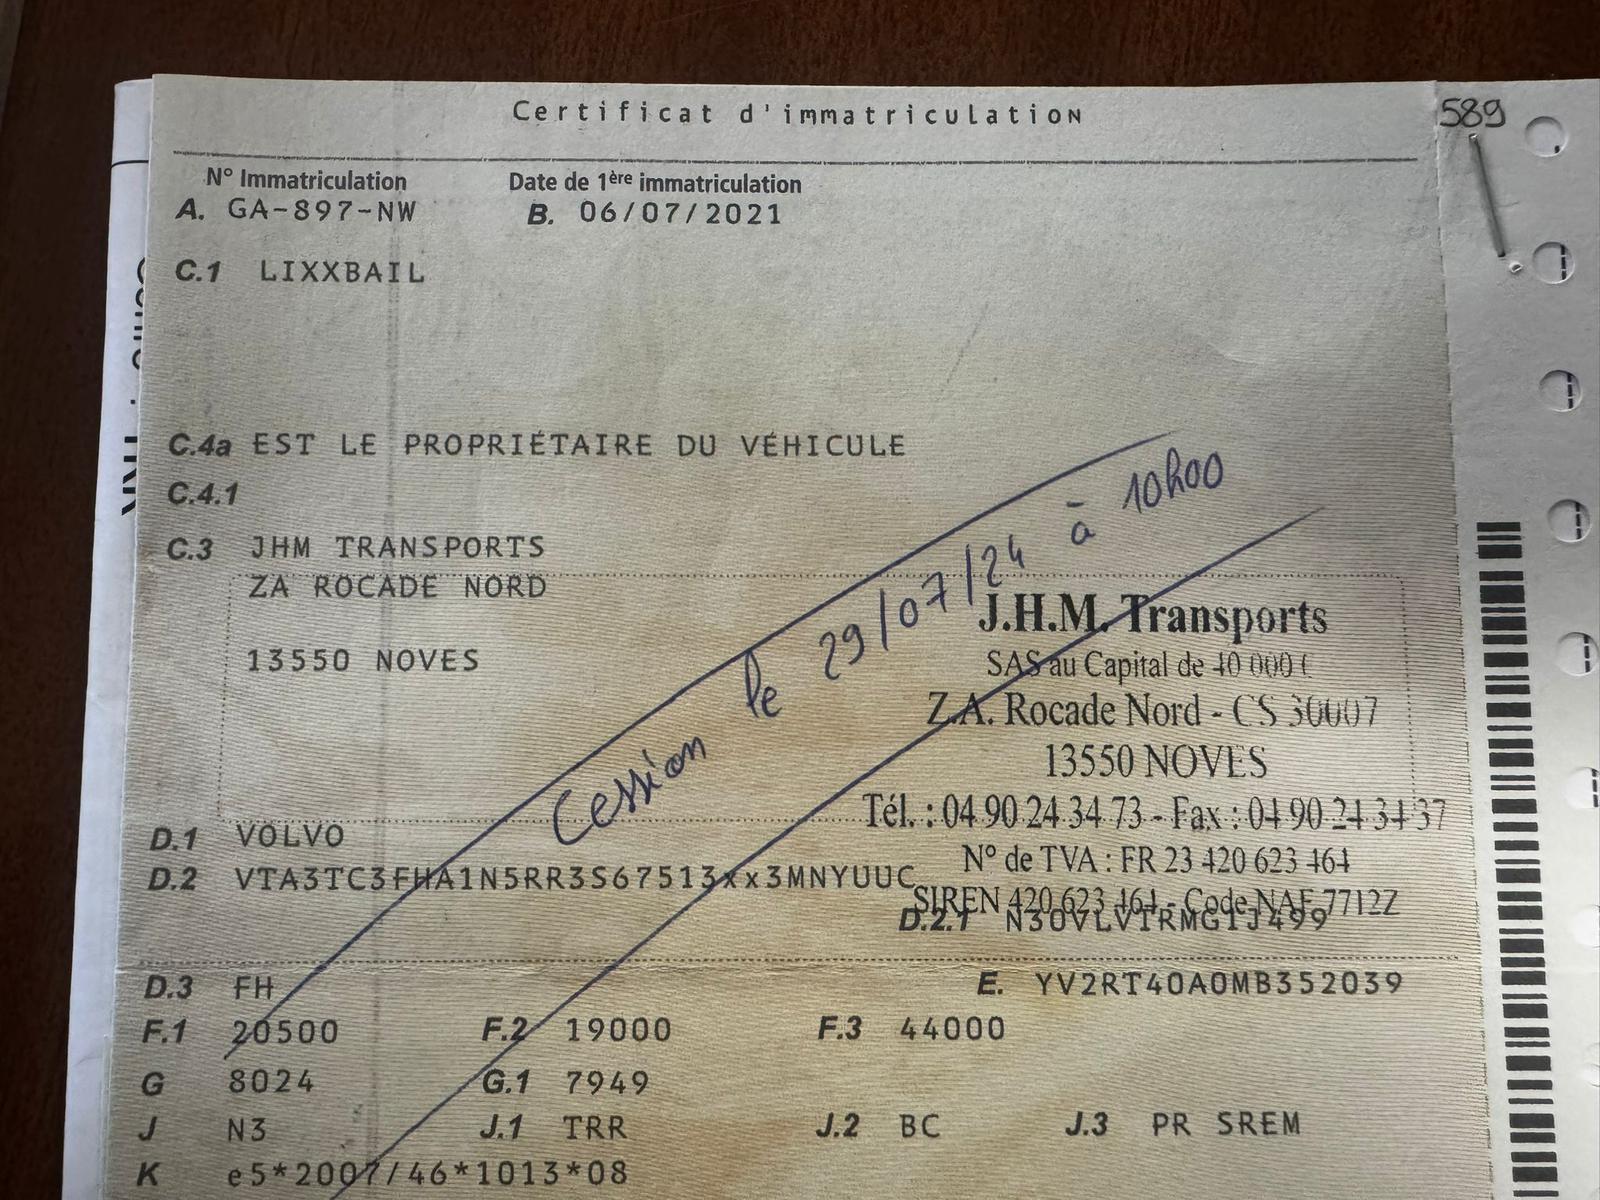 Certificat d'immatriculation
589
N° Immatriculation Date de 1ère immatriculation
A. GA-897-NW B. 06/07/2021
C.1 LIXXBAIL
C.4a EST LE PROPRIÉTAIRE DU VÉHICULE
C.4.1
C.3 JHM TRANSPORTS
ZA ROCADE NORD
13550 NOVES
Cession le 29/07/24 à 10h00
J.H.M. Transports
SAS au Capital de 40 000 €
Z.A. Rocade Nord - CS 30007
13550 NOVES
Tél. : 04 90 24 34 73 - Fax : 04 90 24 34 37
N° de TVA : FR 23 420 623 464
SIREN 420 623 464 - Code NAF 7712Z
D.1 VOLVO
D.2 VTA3TC3FHA1N5RR3S67513xx3MNYUUC
D.2.1 N30VLVTRMG1J499
D.3 FH E. YV2RT40A0MB352039
F.1 20500 F.2 19000 F.3 44000
G 8024 G.1 7949
J N3 J.1 TRR J.2 BC J.3 PR SREM
K e5*2007/46*1013*08